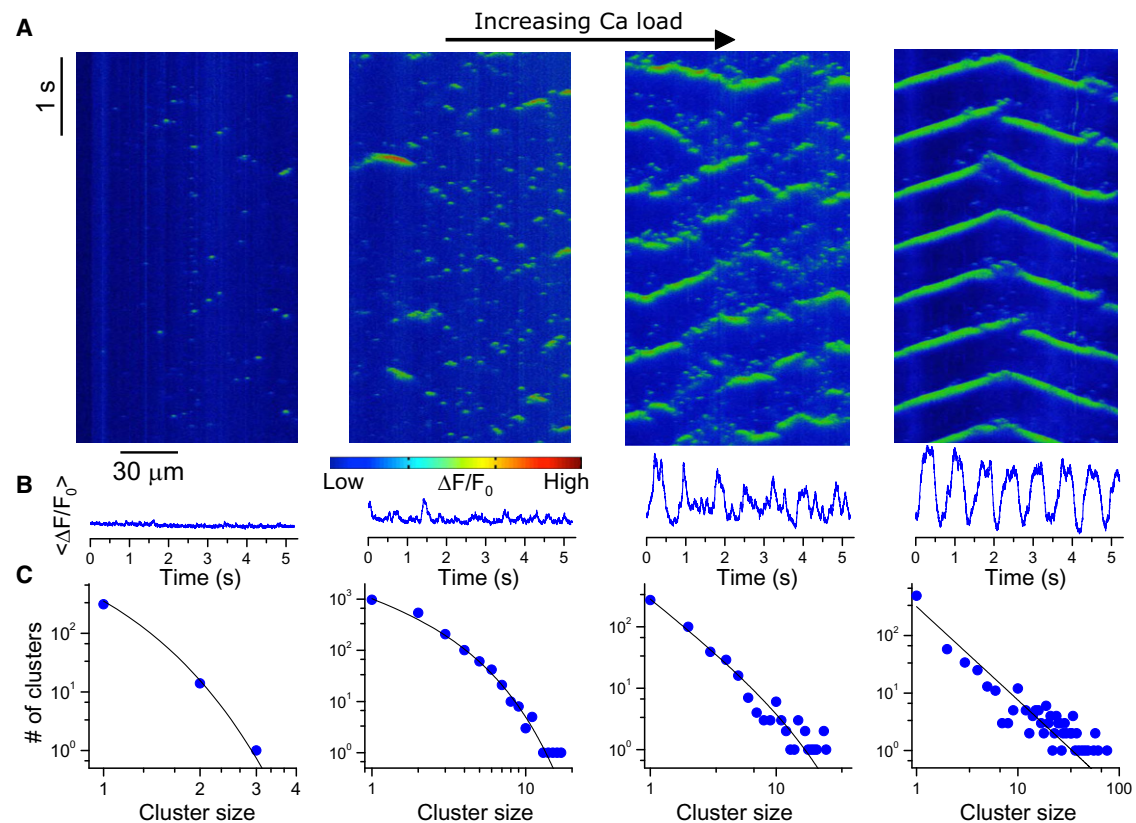 A
Increasing Ca load
1 s
30 μm
Low ΔF/F0 High
B
<ΔF/F0>
0 1 2 3 4 5
0 1 2 3 4 5
0 1 2 3 4 5
0 1 2 3 4 5
Time (s)
Time (s)
Time (s)
Time (s)
C
# of clusters
10^2
10^1
10^0
1 2 3 4
Cluster size
10^3
10^2
10^1
10^0
1 10
Cluster size
10^2
10^1
10^0
1 10
Cluster size
10^2
10^1
10^0
1 10 100
Cluster size